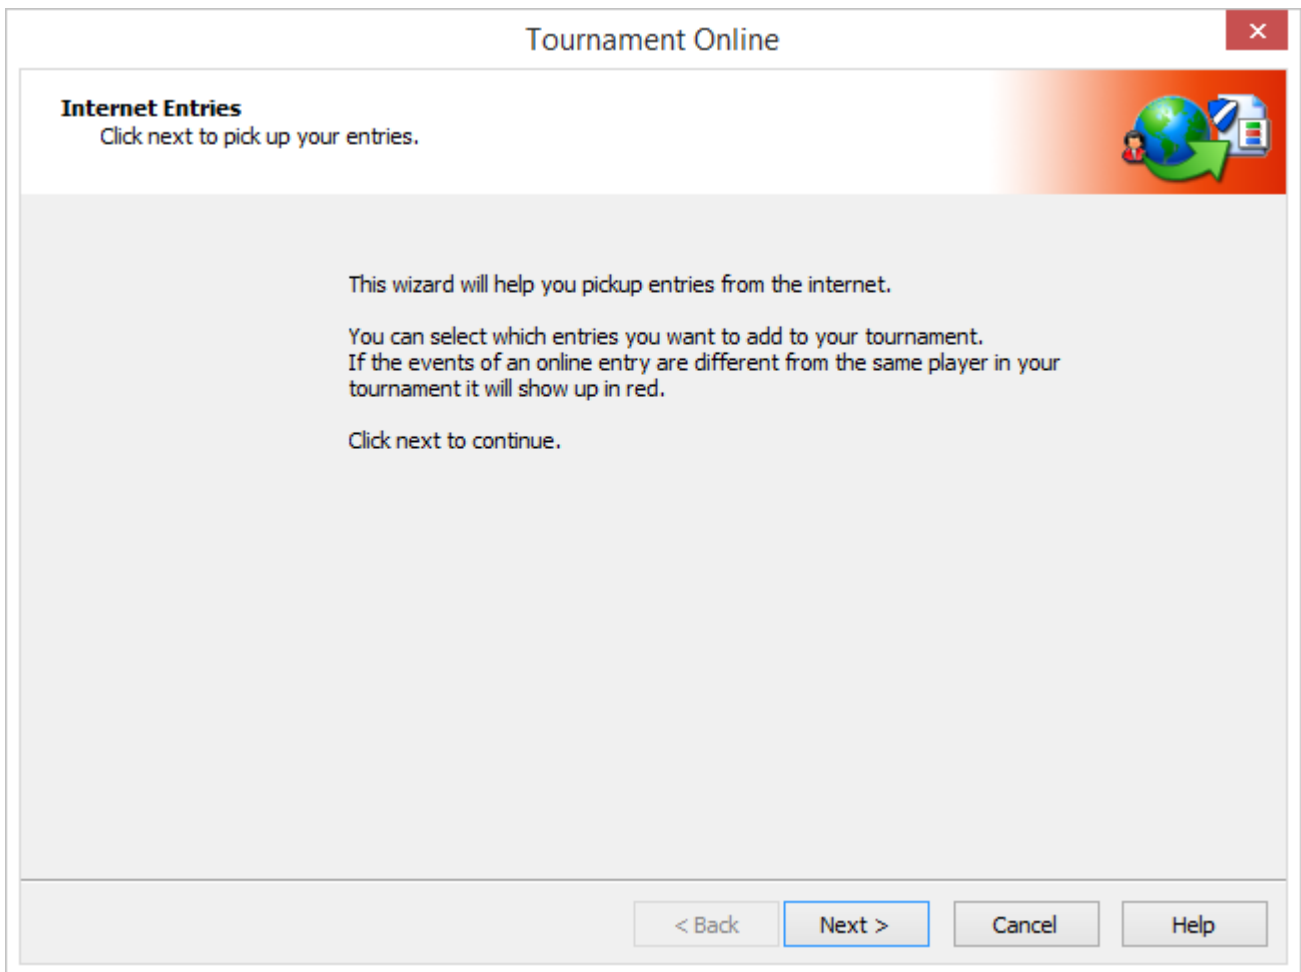 Tournament Online
Internet Entries
Click next to pick up your entries.
This wizard will help you pickup entries from the internet.
You can select which entries you want to add to your tournament.
If the events of an online entry are different from the same player in your
tournament it will show up in red.
Click next to continue.
< Back
Next >
Cancel
Help